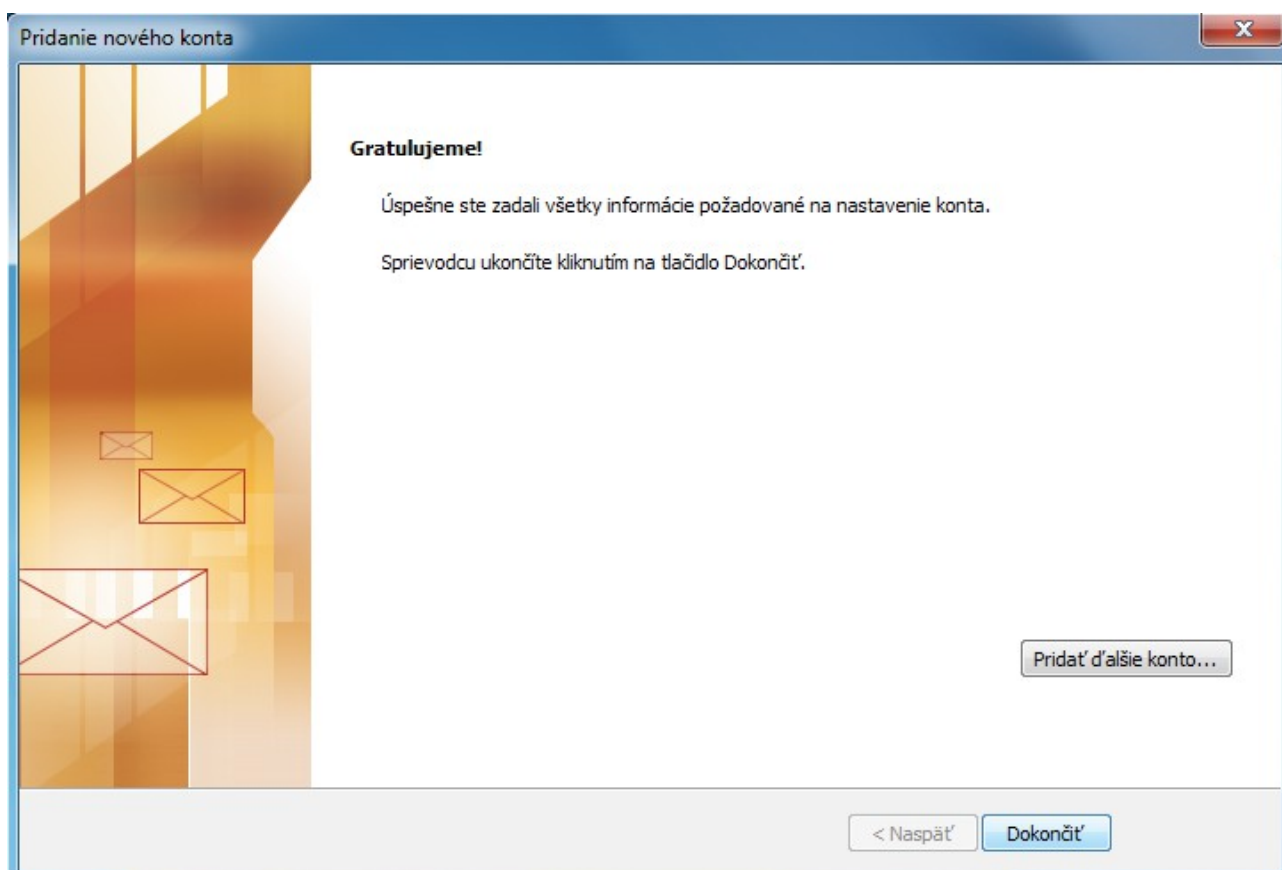 Pridanie nového konta
Gratulujeme!
Úspešne ste zadali všetky informácie požadované na nastavenie konta.
Sprievodcu ukončíte kliknutím na tlačidlo Dokončiť.
Pridať ďalšie konto...
< Naspäť
Dokončiť